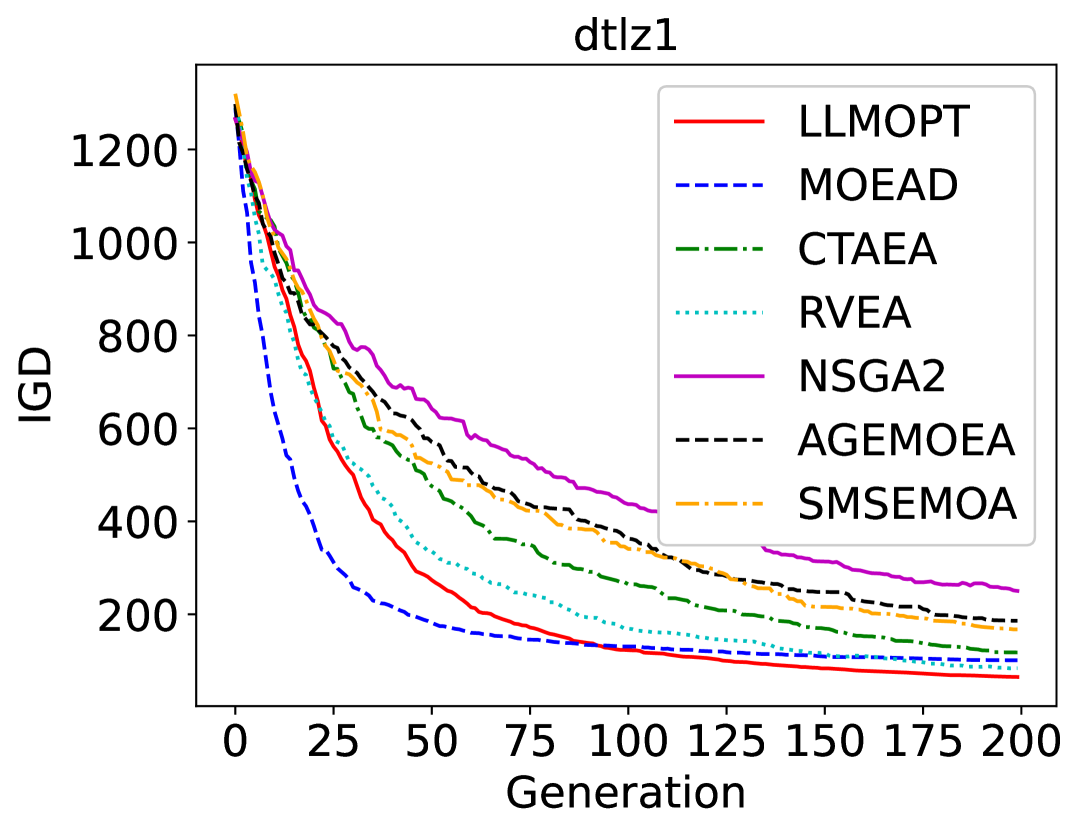 dtlz1
IGD
1200
1000
800
600
400
200
LLMOPT
MOEAD
CTAEA
RVEA
NSGA2
AGEMOEA
SMSEMOA
0 25 50 75 100 125 150 175 200
Generation